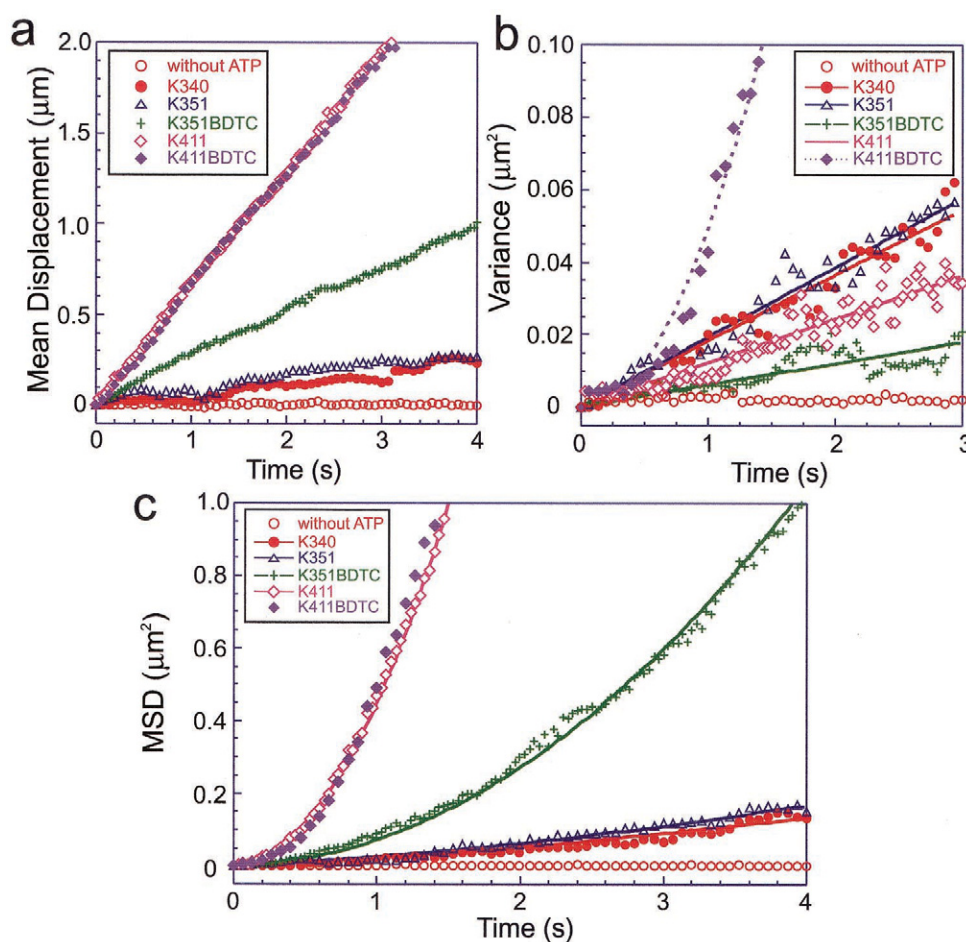 a
Mean Displacement (μm)
2.0
1.5
1.0
0.5
0
without ATP
K340
K351
K351BDTC
K411
K411BDTC
0 1 2 3 4
Time (s)
b
Variance (μm²)
0.10
0.08
0.06
0.04
0.02
0
without ATP
K340
K351
K351BDTC
K411
K411BDTC
0 1 2 3
Time (s)
c
MSD (μm²)
1.0
0.8
0.6
0.4
0.2
0
without ATP
K340
K351
K351BDTC
K411
K411BDTC
0 1 2 3 4
Time (s)